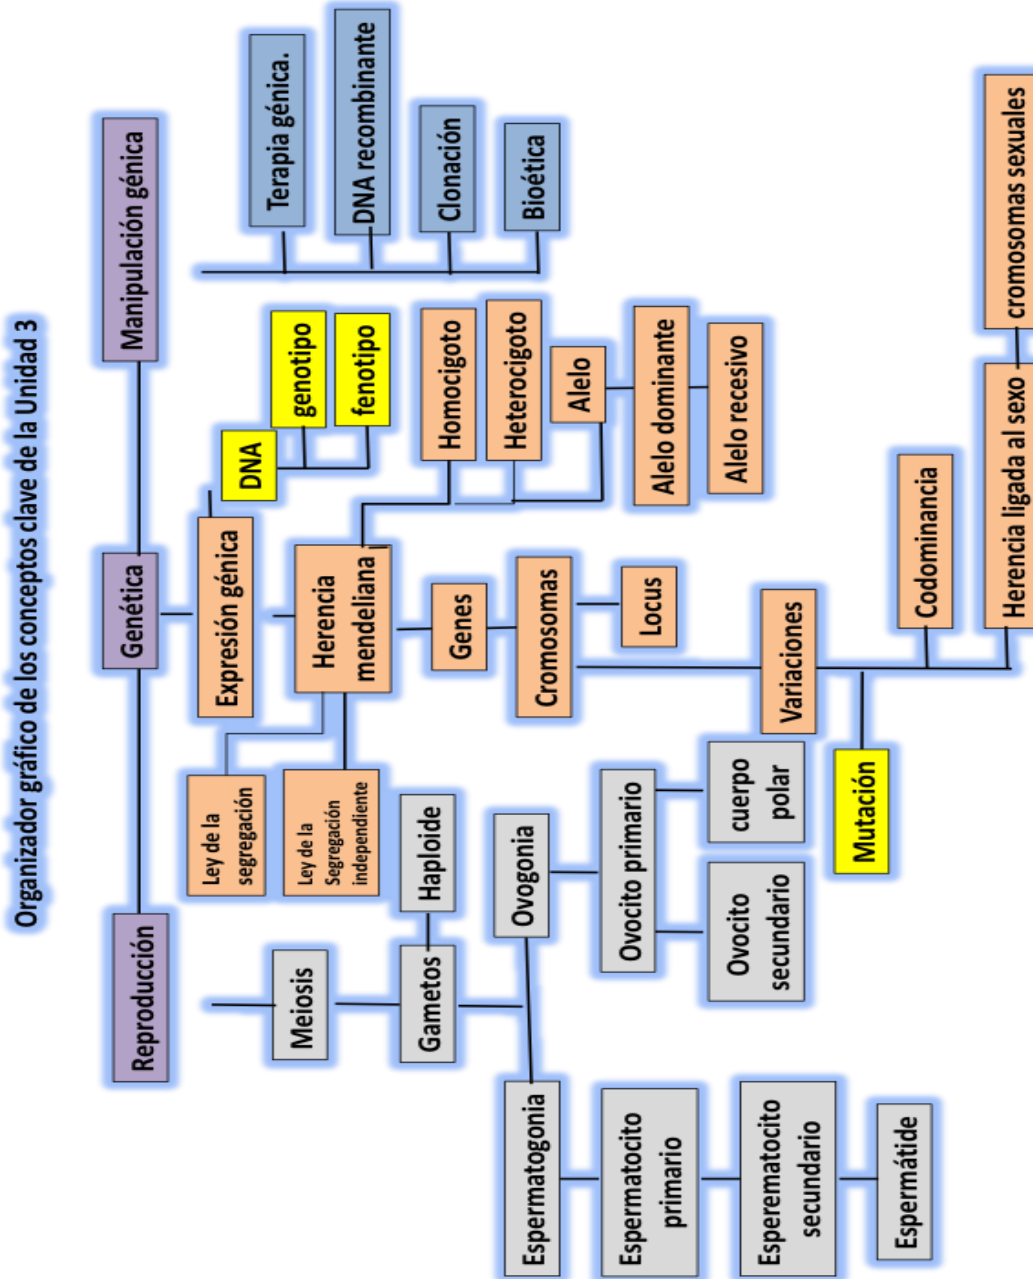 Organizador gráfico de los conceptos clave de la Unidad 3
Reproducción
Genética
Manipulación génica
Meiosis
Gametos
Haploide
Espermatogonia
Ovogonia
Espermatocito
primario
Esperematocito
secundario
Espermátide
Ovocito primario
Ovocito
secundario
cuerpo
polar
Expresión génica
DNA
genotipo
fenotipo
Ley de la
segregación
Ley de la
Segregación
independiente
Herencia
mendeliana
Homocigoto
Heterocigoto
Alelo
Alelo dominante
Alelo recesivo
Genes
Cromosomas
Locus
Variaciones
Mutación
Codominancia
Herencia ligada al sexo
cromosomas sexuales
Terapia génica.
DNA recombinante
Clonación
Bioética